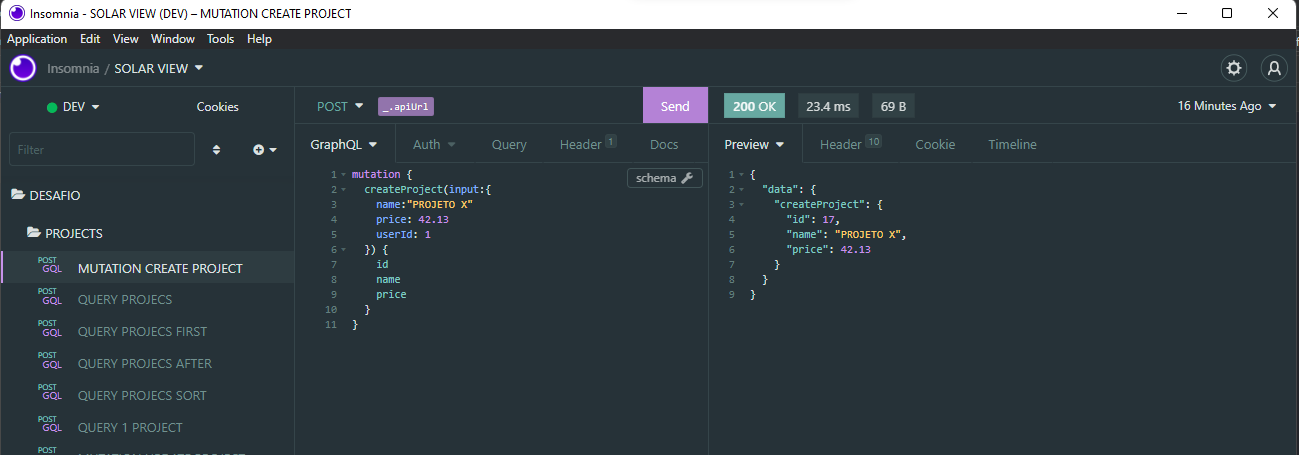 Insomnia - SOLAR VIEW (DEV) – MUTATION CREATE PROJECT
Application Edit View Window Tools Help
Insomnia / SOLAR VIEW
DEV Cookies
Filter
DESAFIO
PROJECTS
POST GQL MUTATION CREATE PROJECT
POST GQL QUERY PROJECS
POST GQL QUERY PROJECS FIRST
POST GQL QUERY PROJECS AFTER
POST GQL QUERY PROJECS SORT
POST GQL QUERY 1 PROJECT
POST
POST _.apiUrl Send
GraphQL Auth Query Header 1 Docs
schema
1 mutation {
2 createProject(input:{
3 name:"PROJETO X"
4 price: 42.13
5 userId: 1
6 }) {
7 id
8 name
9 price
10 }
11 }
200 OK 23.4 ms 69 B 16 Minutes Ago
Preview Header 10 Cookie Timeline
1 {
2 "data": {
3 "createProject": {
4 "id": 17,
5 "name": "PROJETO X",
6 "price": 42.13
7 }
8 }
9 }